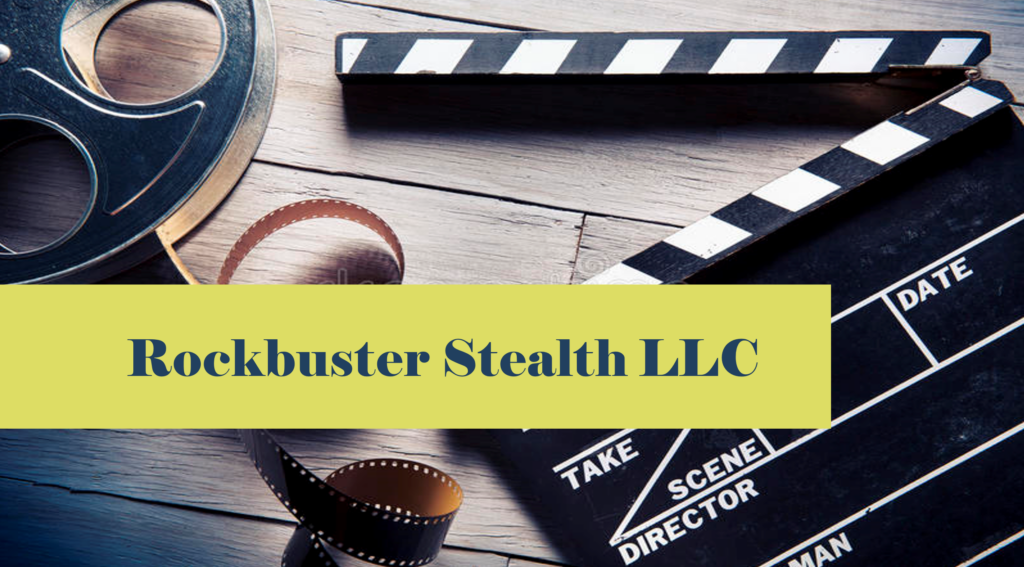 Rockbuster Stealth LLC
DATE
TAKE
SCENE
DIRECTOR
MAN